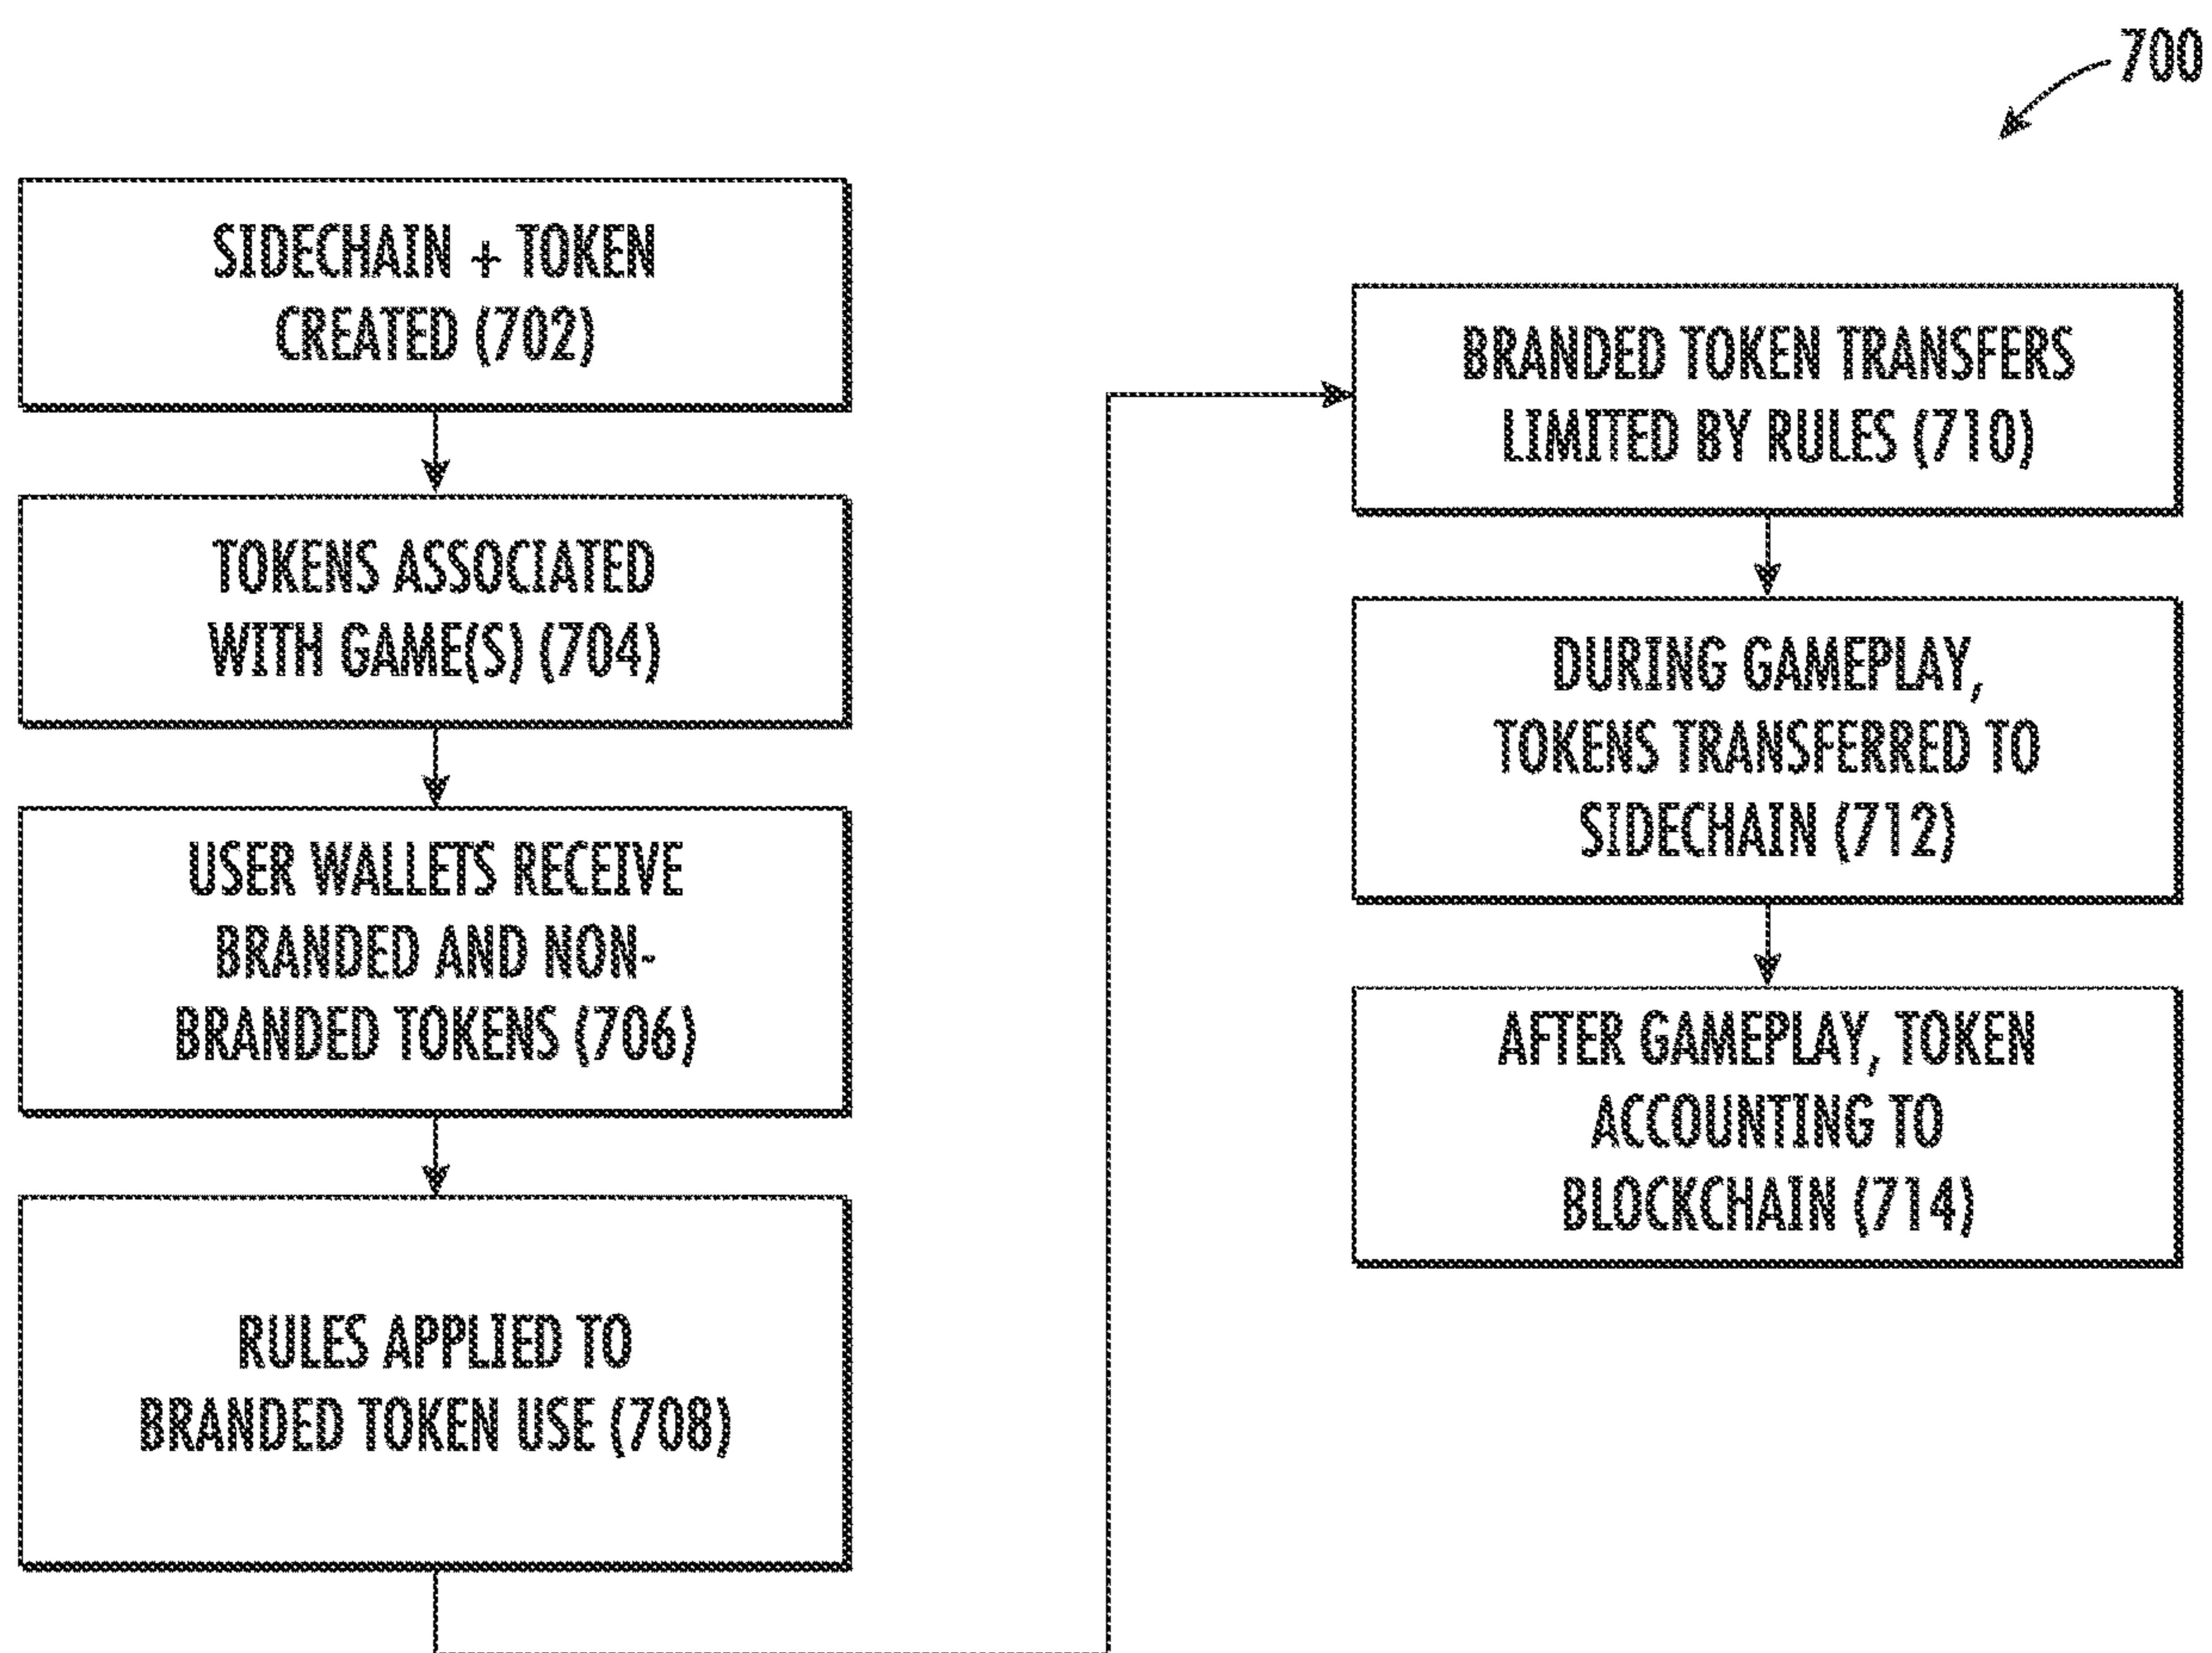 700
SIDECHAIN + TOKEN
CREATED (702)
TOKENS ASSOCIATED
WITH GAME(S) (704)
USER WALLETS RECEIVE
BRANDED AND NON-
BRANDED TOKENS (706)
RULES APPLIED TO
BRANDED TOKEN USE (708)
BRANDED TOKEN TRANSFERS
LIMITED BY RULES (710)
DURING GAMEPLAY,
TOKENS TRANSFERRED TO
SIDECHAIN (712)
AFTER GAMEPLAY, TOKEN
ACCOUNTING TO
BLOCKCHAIN (714)